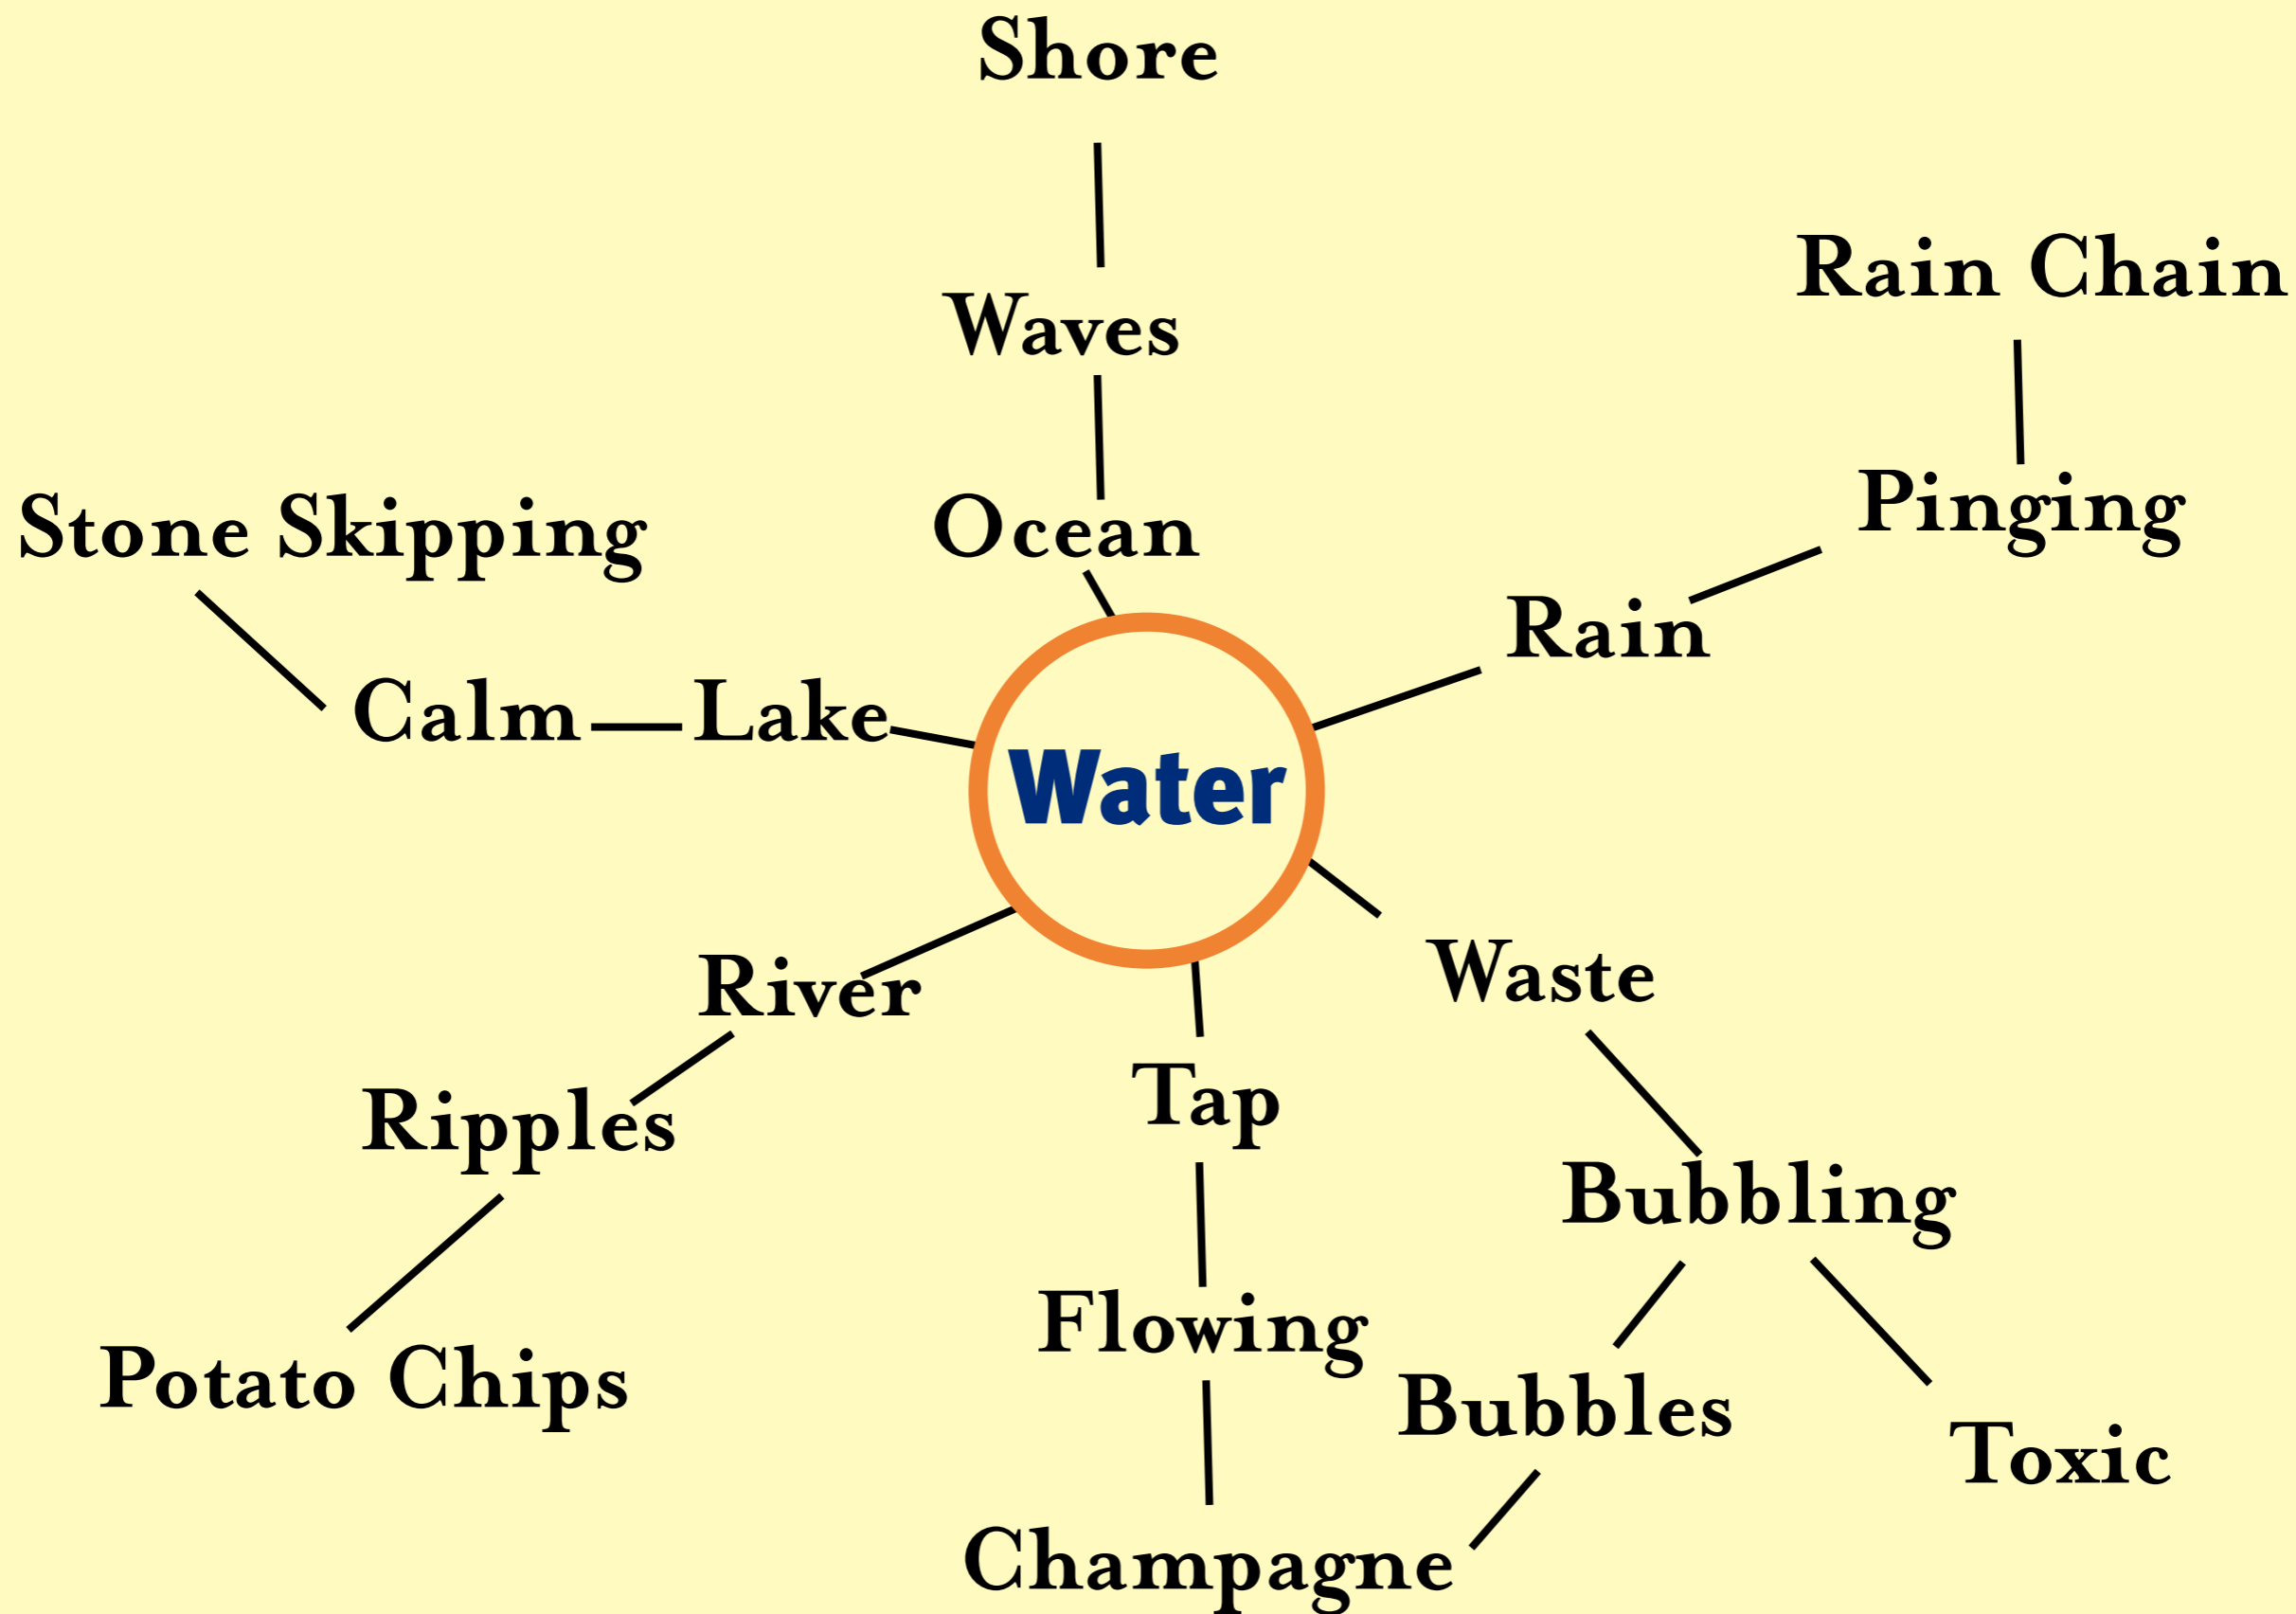 Shore
Rain Chain
Waves
Pinging
Stone Skipping
Ocean
Rain
Calm
Lake
Water
Waste
River
Tap
Ripples
Bubbling
Flowing
Potato Chips
Bubbles
Toxic
Champagne